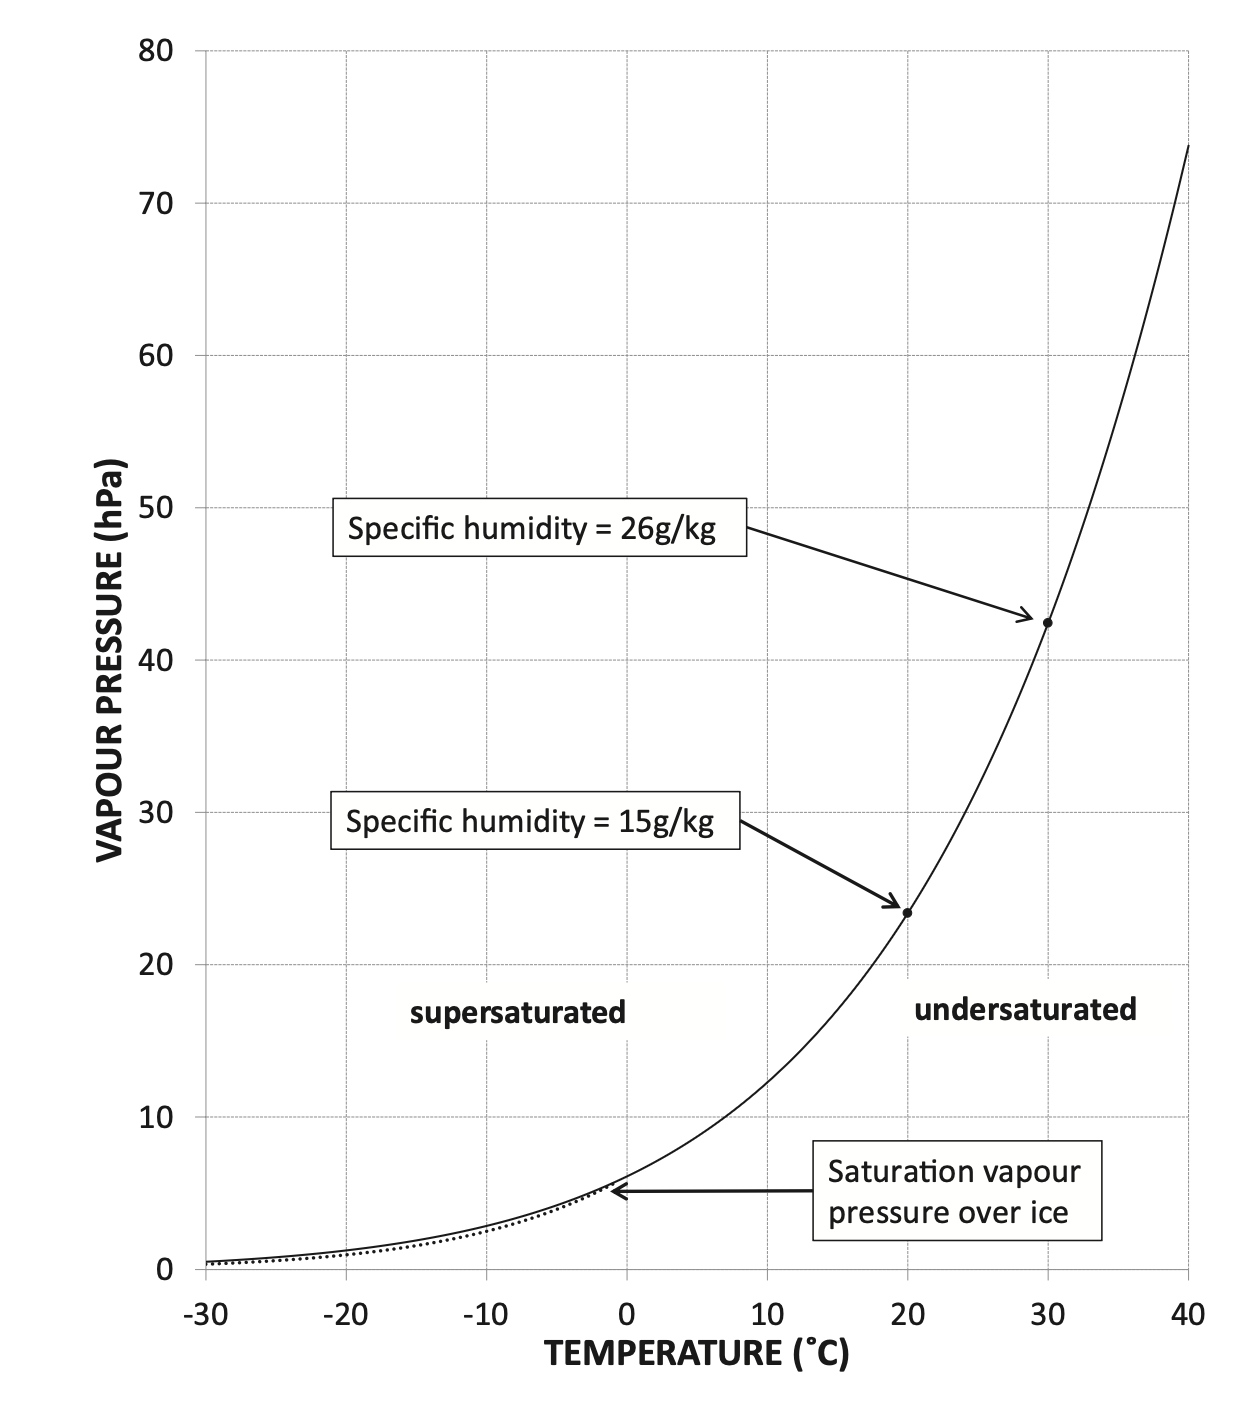 80
70
60
50
40
30
20
10
0
VAPOUR PRESSURE (hPa)
Specific humidity = 26g/kg
Specific humidity = 15g/kg
supersaturated
undersaturated
Saturation vapour
pressure over ice
-30 -20 -10 0 10 20 30 40
TEMPERATURE (˚C)